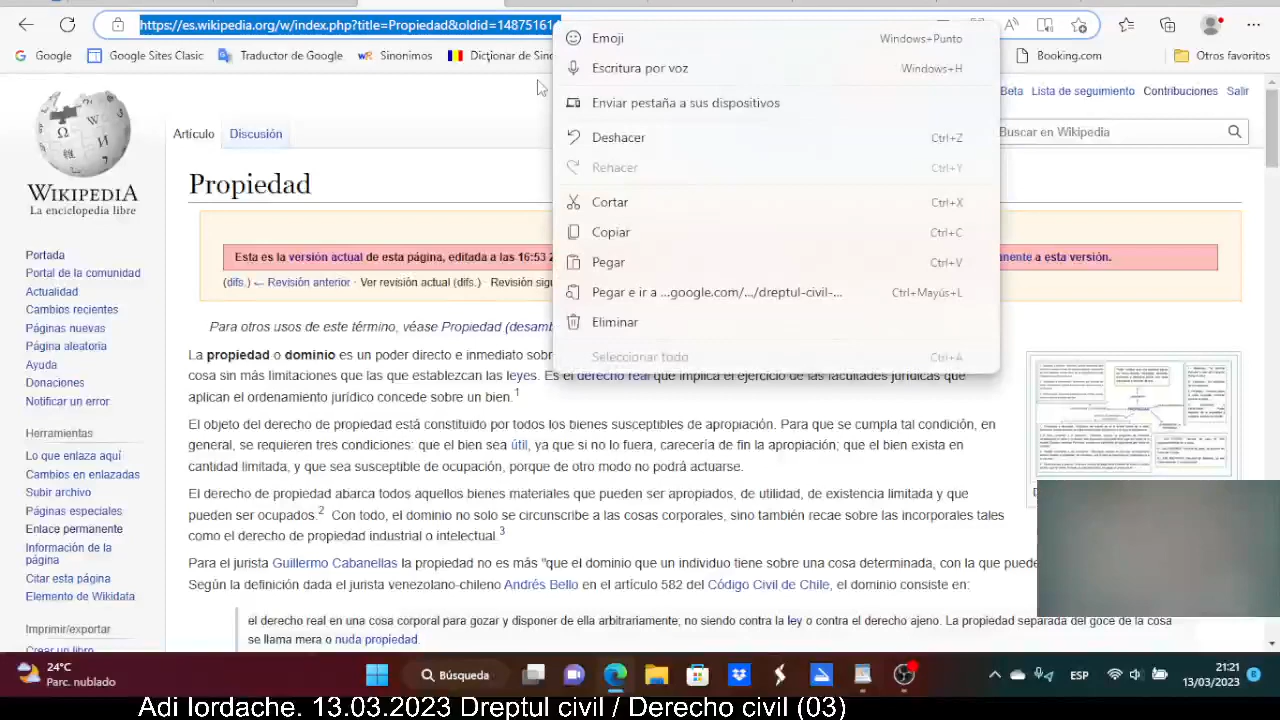 https://es.wikipedia.org/w/index.php?title=Propiedad&oldid=14875161
Google
Google Sites Clasic
Traductor de Google
Sinonimos
Dicționar de Sino
Booking.com
Otros favoritos
Emoji Windows+Punto
Escritura por voz Windows+H
Enviar pestaña a sus dispositivos
Deshacer Ctrl+Z
Rehacer Ctrl+Y
Cortar Ctrl+X
Copiar Ctrl+C
Pegar Ctrl+V
Pegar e ir a ...google.com/.../dreptul-civil-... Ctrl+Mayús+L
Eliminar
Seleccionar todo Ctrl+A
Beta Lista de seguimiento Contribuciones Salir
Artículo Discusión
Buscar en Wikipedia
WIKIPEDIA
La enciclopedia libre
Portada
Portal de la comunidad
Actualidad
Cambios recientes
Páginas nuevas
Página aleatoria
Ayuda
Donaciones
Notificar un error
Herramientas
Lo que enlaza aquí
Cambios en enlazadas
Subir archivo
Páginas especiales
Enlace permanente
Información de la
página
Citar esta página
Elemento de Wikidata
Imprimir/exportar
Crear un libro
Propiedad
Esta es la versión actual de esta página, editada a las 16:53 2
a esta versión.
(difs.) ← Revisión anterior · Ver revisión actual (difs.) · Revisión sig
Para otros usos de este término, véase Propiedad (desamb
La propiedad o dominio es un poder directo e inmediato sobr
cosa sin más limitaciones que las que establezcan las leyes. Es el derecho real que implica el ejercicio de las facultades jurídicas que
aplican el ordenamiento jurídico concede sobre un bien.
El objeto del derecho de propiedad está constituido por todos los bienes susceptibles de apropiación. Para que se cumpla tal condición, en
general, se requieren tres condiciones: que el bien sea útil, ya que si no lo fuera, carecería de fin la apropiación; que el bien exista en
cantidad limitada, y que sea susceptible de ocupación, porque de otro modo no podrá actuarse.
El derecho de propiedad abarca todos aquellos bienes materiales que pueden ser apropiados, de utilidad, de existencia limitada y que
pueden ser ocupados.2 Con todo, el dominio no solo se circunscribe a las cosas corporales, sino también recae sobre las incorporales tales
como el derecho de propiedad industrial o intelectual 3
Para el jurista Guillermo Cabanellas la propiedad no es más "que el dominio que un individuo tiene sobre una cosa determinada, con la que puede
Según la definición dada el jurista venezolano-chileno Andrés Bello en el artículo 582 del Código Civil de Chile, el dominio consiste en:
el derecho real en una cosa corporal para gozar y disponer de ella arbitrariamente; no siendo contra la ley o contra el derecho ajeno. La propiedad separada del goce de la cosa
se llama mera o nuda propiedad.
24°C
Parc. nublado
Búsqueda
ESP
21:21
13/03/2023
8
Adi Iordache. 13.03.2023 Dreptul civil / Derecho civil (03)